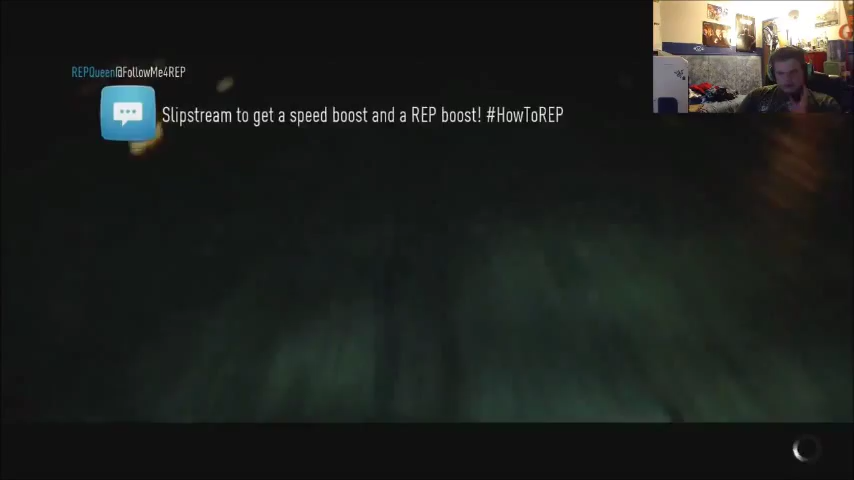 REPQueen|@FollowMe4REP
Slipstream to get a speed boost and a REP boost! #HowToREP